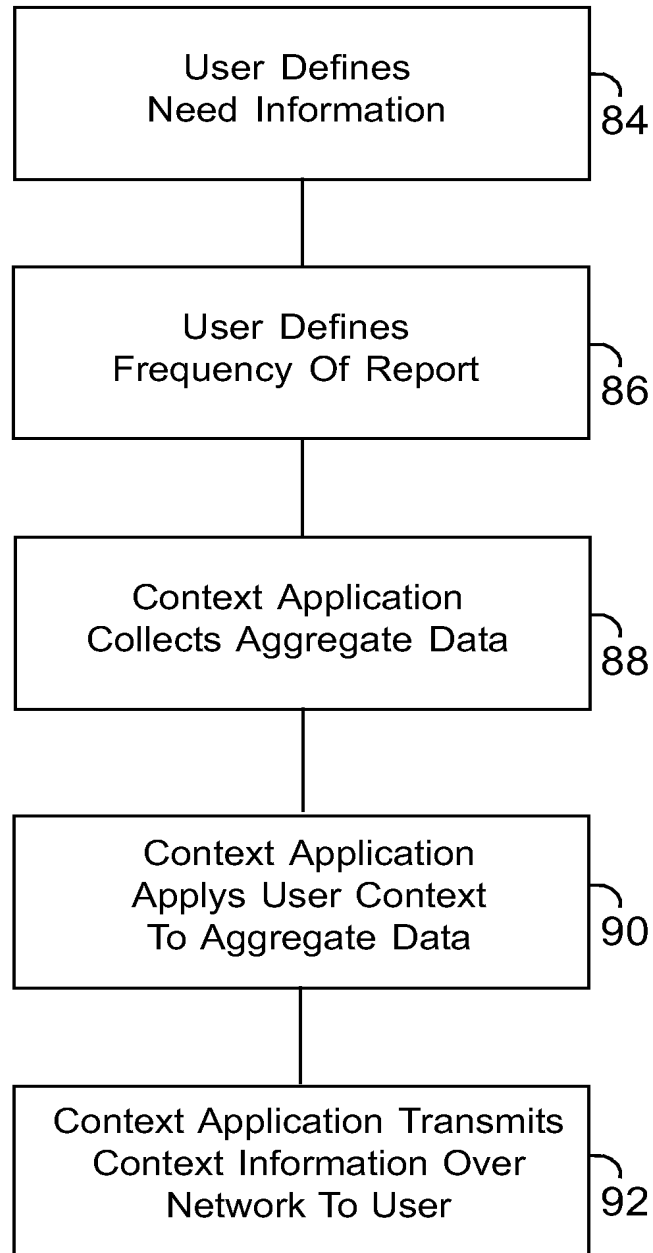 User Defines
Need Information
84
User Defines
Frequency Of Report
86
Context Application
Collects Aggregate Data
88
Context Application
Applys User Context
To Aggregate Data
90
Context Application Transmits
Context Information Over
Network To User
92